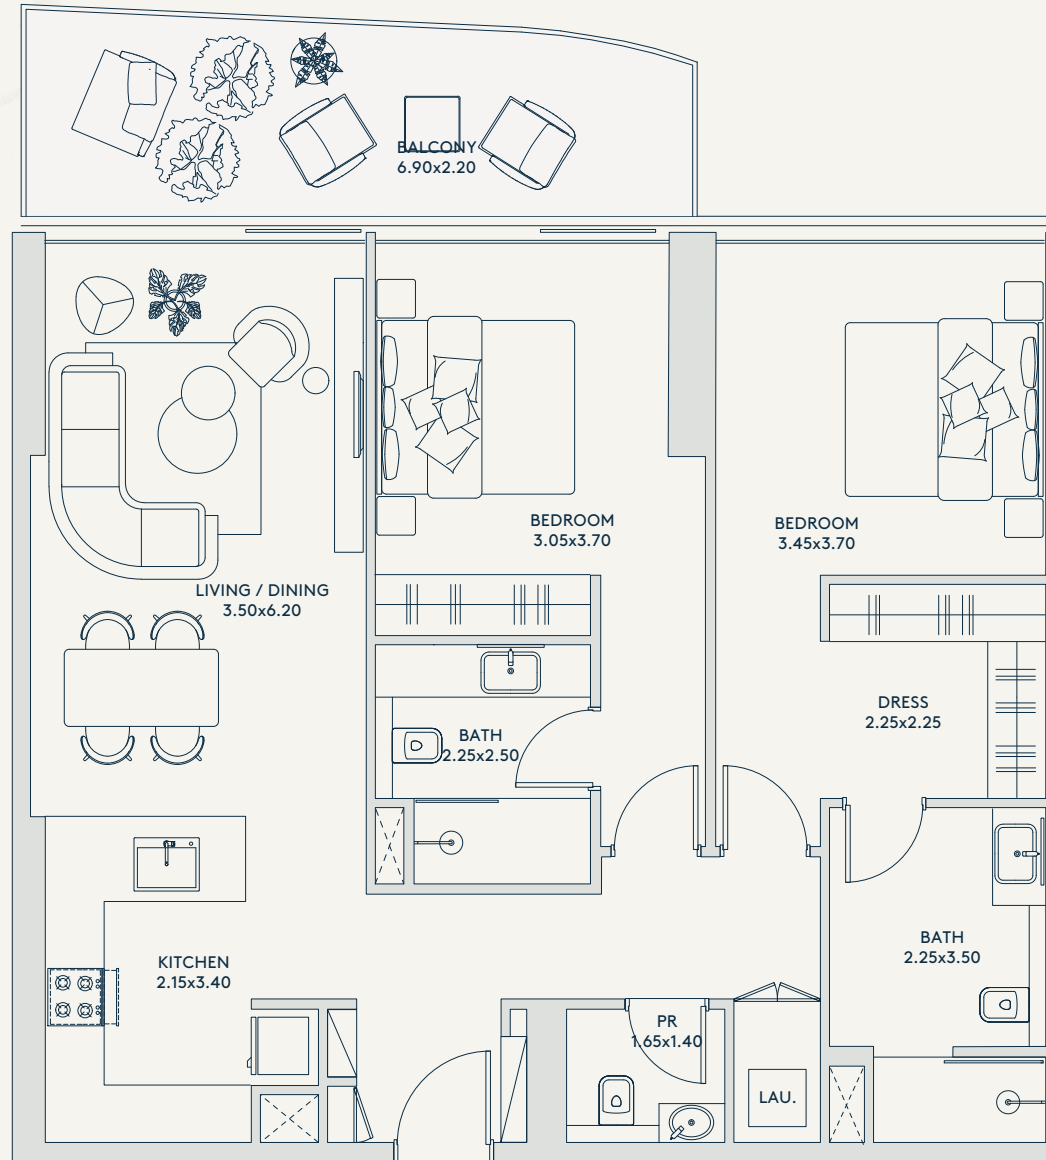 BALCONY
6.90x2.20
BEDROOM
3.05x3.70
BEDROOM
3.45x3.70
LIVING / DINING
3.50x6.20
DRESS
2.25x2.25
BATH
2.25x2.50
BATH
2.25x3.50
KITCHEN
2.15x3.40
PR
1.65x1.40
LAU.